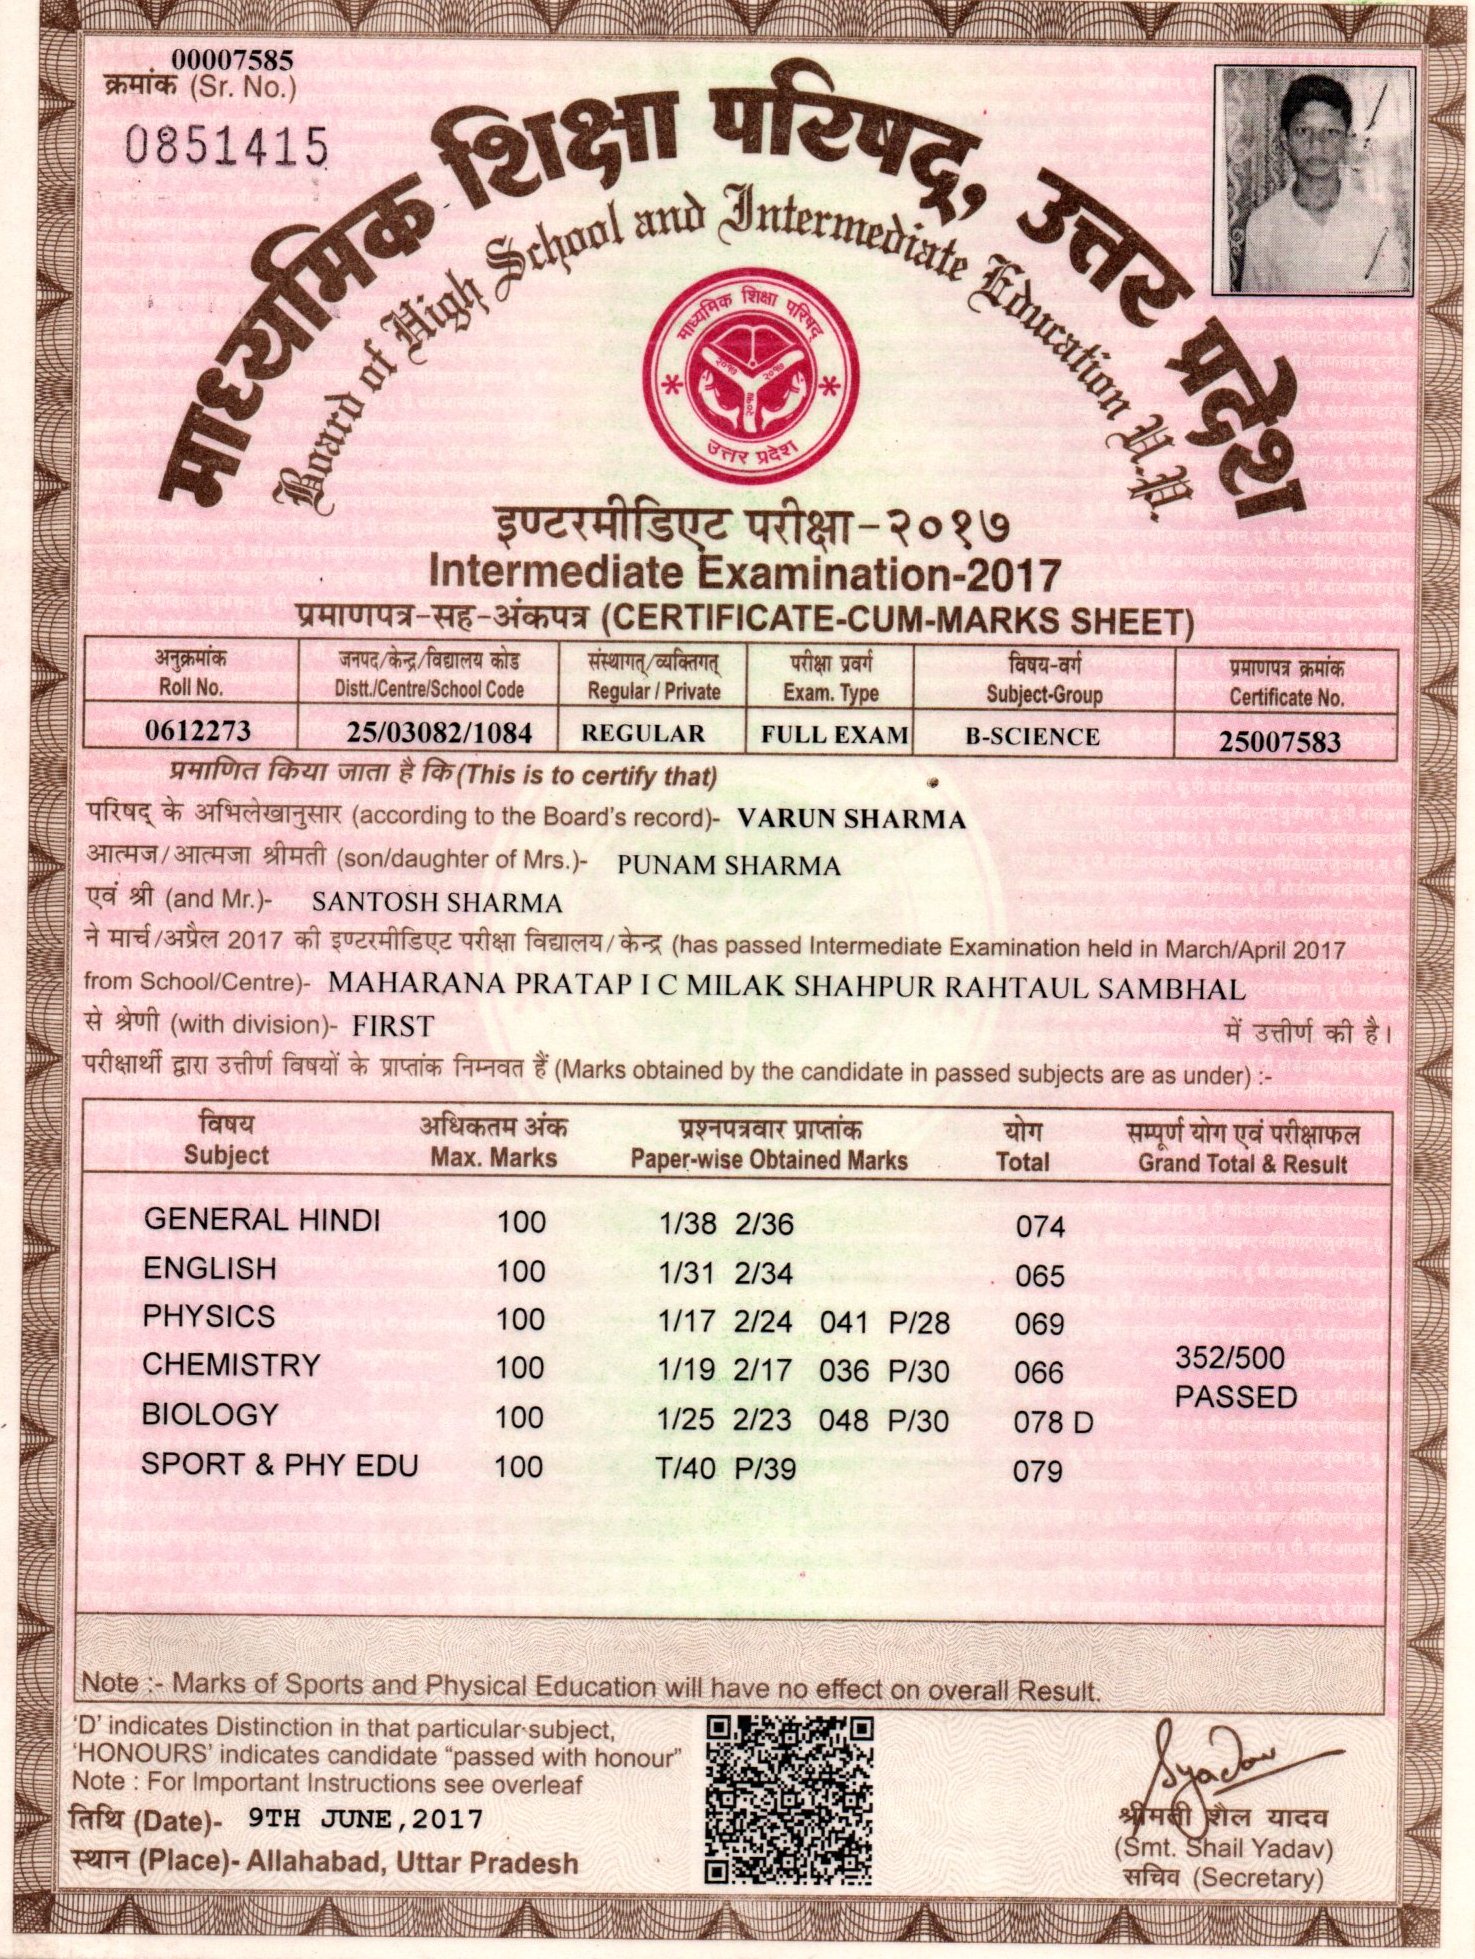 00007585
क्रमांक (Sr. No.)
0851415
माध्यमिक शिक्षा परिषद्, उत्तर प्रदेश
Board of High School and Intermediate Education U.P.
माध्यमिक शिक्षा परिषद्
२०१७ २०१७
२०१७
* *
उत्तर प्रदेश
इण्टरमीडिएट परीक्षा-२०१७
Intermediate Examination-2017
प्रमाणपत्र-सह-अंकपत्र (CERTIFICATE-CUM-MARKS SHEET)
अनुक्रमांक जनपद/केन्द्र/विद्यालय कोड संस्थागत्/व्यक्तिगत् परीक्षा प्रवर्ग विषय-वर्ग प्रमाणपत्र क्रमांक
Roll No. Distt./Centre/School Code Regular / Private Exam. Type Subject-Group Certificate No.
0612273 25/03082/1084 REGULAR FULL EXAM B-SCIENCE 25007583
प्रमाणित किया जाता है कि (This is to certify that)
परिषद् के अभिलेखानुसार (according to the Board's record)- VARUN SHARMA
आत्मज/आत्मजा श्रीमती (son/daughter of Mrs.)- PUNAM SHARMA
एवं श्री (and Mr.)- SANTOSH SHARMA
ने मार्च/अप्रैल 2017 की इण्टरमीडिएट परीक्षा विद्यालय/केन्द्र (has passed Intermediate Examination held in March/April 2017
from School/Centre)- MAHARANA PRATAP I C MILAK SHAHPUR RAHTAUL SAMBHAL
से श्रेणी (with division)- FIRST में उत्तीर्ण की है।
परीक्षार्थी द्वारा उत्तीर्ण विषयों के प्राप्तांक निम्नवत हैं (Marks obtained by the candidate in passed subjects are as under) :-
विषय अधिकतम अंक प्रश्नपत्रवार प्राप्तांक योग सम्पूर्ण योग एवं परीक्षाफल
Subject Max. Marks Paper-wise Obtained Marks Total Grand Total & Result
GENERAL HINDI 100 1/38 2/36 074
ENGLISH 100 1/31 2/34 065
PHYSICS 100 1/17 2/24 041 P/28 069
CHEMISTRY 100 1/19 2/17 036 P/30 066 352/500
PASSED
BIOLOGY 100 1/25 2/23 048 P/30 078 D
SPORT & PHY EDU 100 T/40 P/39 079
Note :- Marks of Sports and Physical Education will have no effect on overall Result.
'D' indicates Distinction in that particular subject,
'HONOURS' indicates candidate "passed with honour"
Note : For Important Instructions see overleaf
तिथि (Date)- 9TH JUNE,2017
स्थान (Place)- Allahabad, Uttar Pradesh
Syadav
श्रीमती शैल यादव
(Smt. Shail Yadav)
सचिव (Secretary)